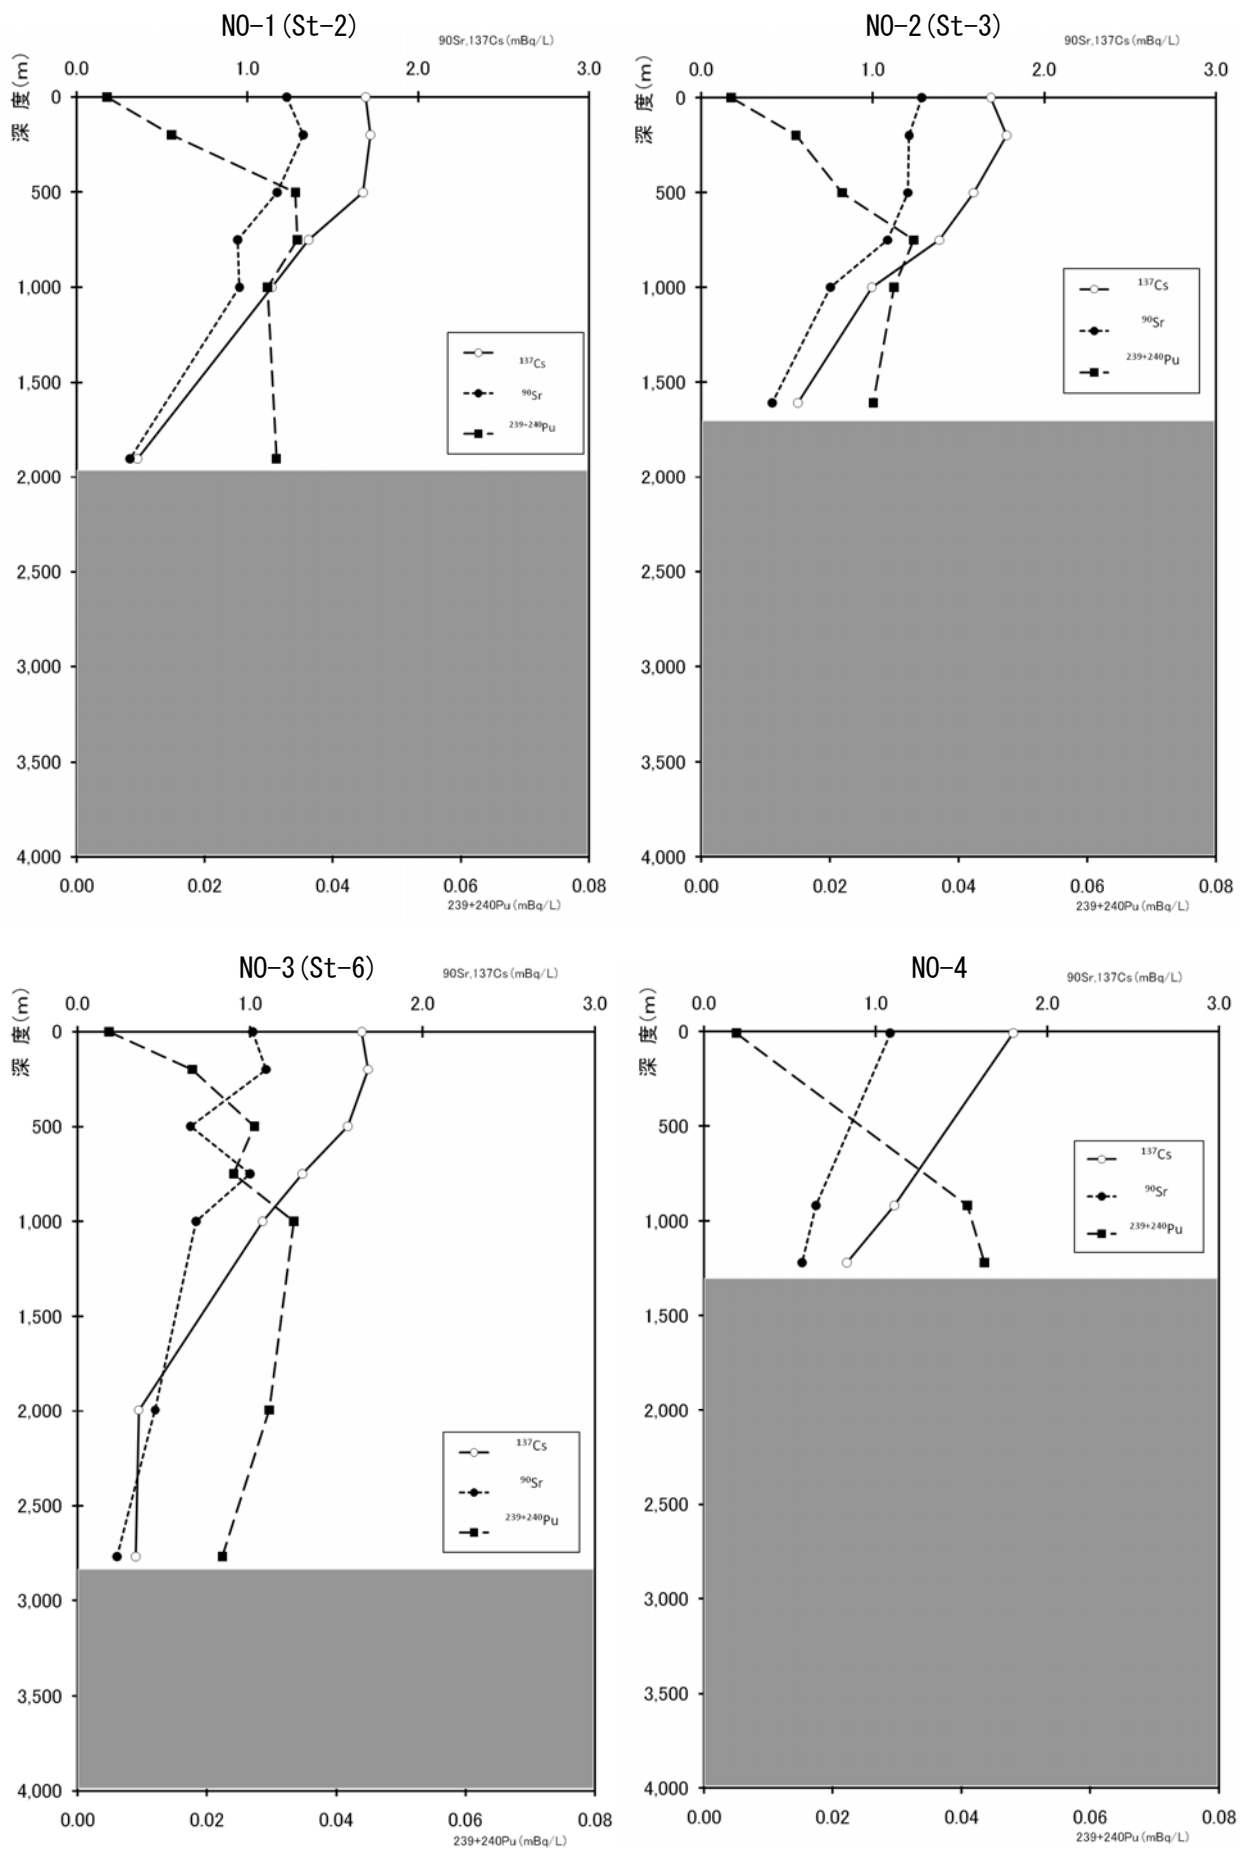 NO-1(St-2)
90Sr,137Cs(mBq/L)
0.0 1.0 2.0 3.0
深 度(m)
0
500
1,000
1,500
2,000
2,500
3,000
3,500
4,000
137Cs
90Sr
239+240Pu
0.00 0.02 0.04 0.06 0.08
239+240Pu(mBq/L)
NO-2(St-3)
90Sr,137Cs(mBq/L)
0.0 1.0 2.0 3.0
深 度(m)
0
500
1,000
1,500
2,000
2,500
3,000
3,500
4,000
137Cs
90Sr
239+240Pu
0.00 0.02 0.04 0.06 0.08
239+240Pu(mBq/L)
NO-3(St-6)
90Sr,137Cs(mBq/L)
0.0 1.0 2.0 3.0
深 度(m)
0
500
1,000
1,500
2,000
2,500
3,000
3,500
4,000
137Cs
90Sr
239+240Pu
0.00 0.02 0.04 0.06 0.08
239+240Pu(mBq/L)
NO-4
90Sr,137Cs(mBq/L)
0.0 1.0 2.0 3.0
深 度(m)
0
500
1,000
1,500
2,000
2,500
3,000
3,500
4,000
137Cs
90Sr
239+240Pu
0.00 0.02 0.04 0.06 0.08
239+240Pu(mBq/L)